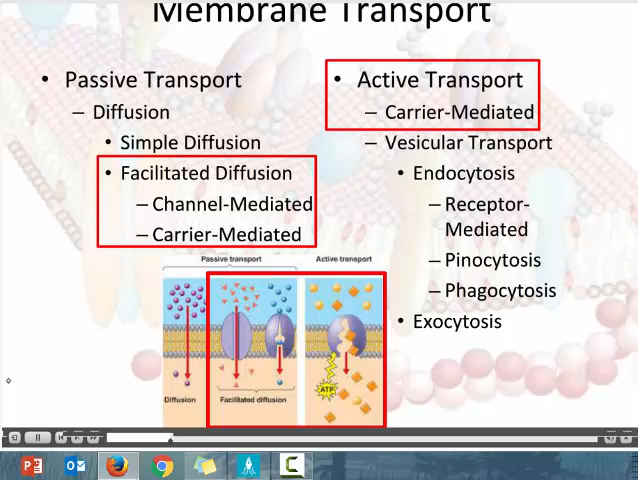 Membrane Transport
• Passive Transport
– Diffusion
• Simple Diffusion
• Facilitated Diffusion
– Channel-Mediated
– Carrier-Mediated
• Active Transport
– Carrier-Mediated
– Vesicular Transport
• Endocytosis
– Receptor-
Mediated
– Pinocytosis
– Phagocytosis
• Exocytosis
Passive transport
Active transport
ATP
Diffusion
Facilitated diffusion